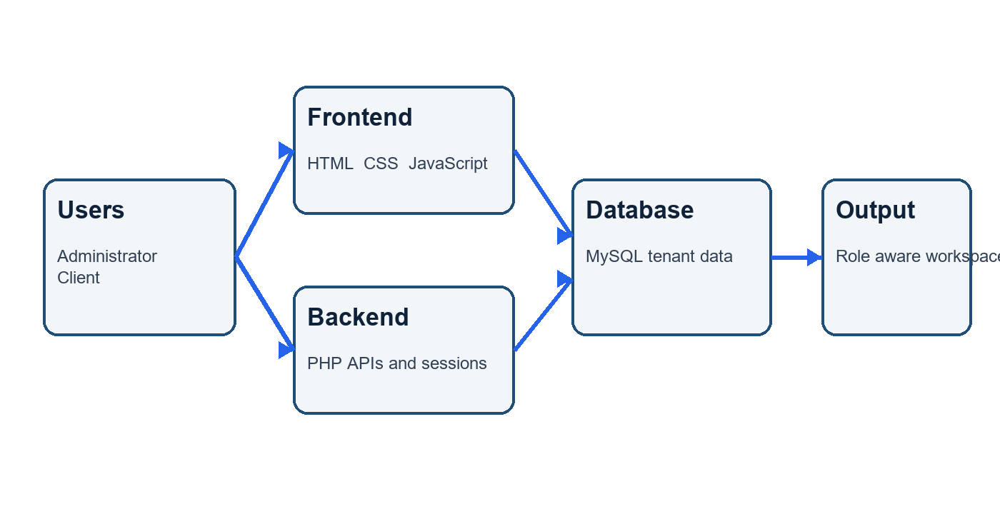 Users
Administrator
Client
Frontend
HTML  CSS  JavaScript
Backend
PHP APIs and sessions
Database
MySQL tenant data
Output
Role aware workspace